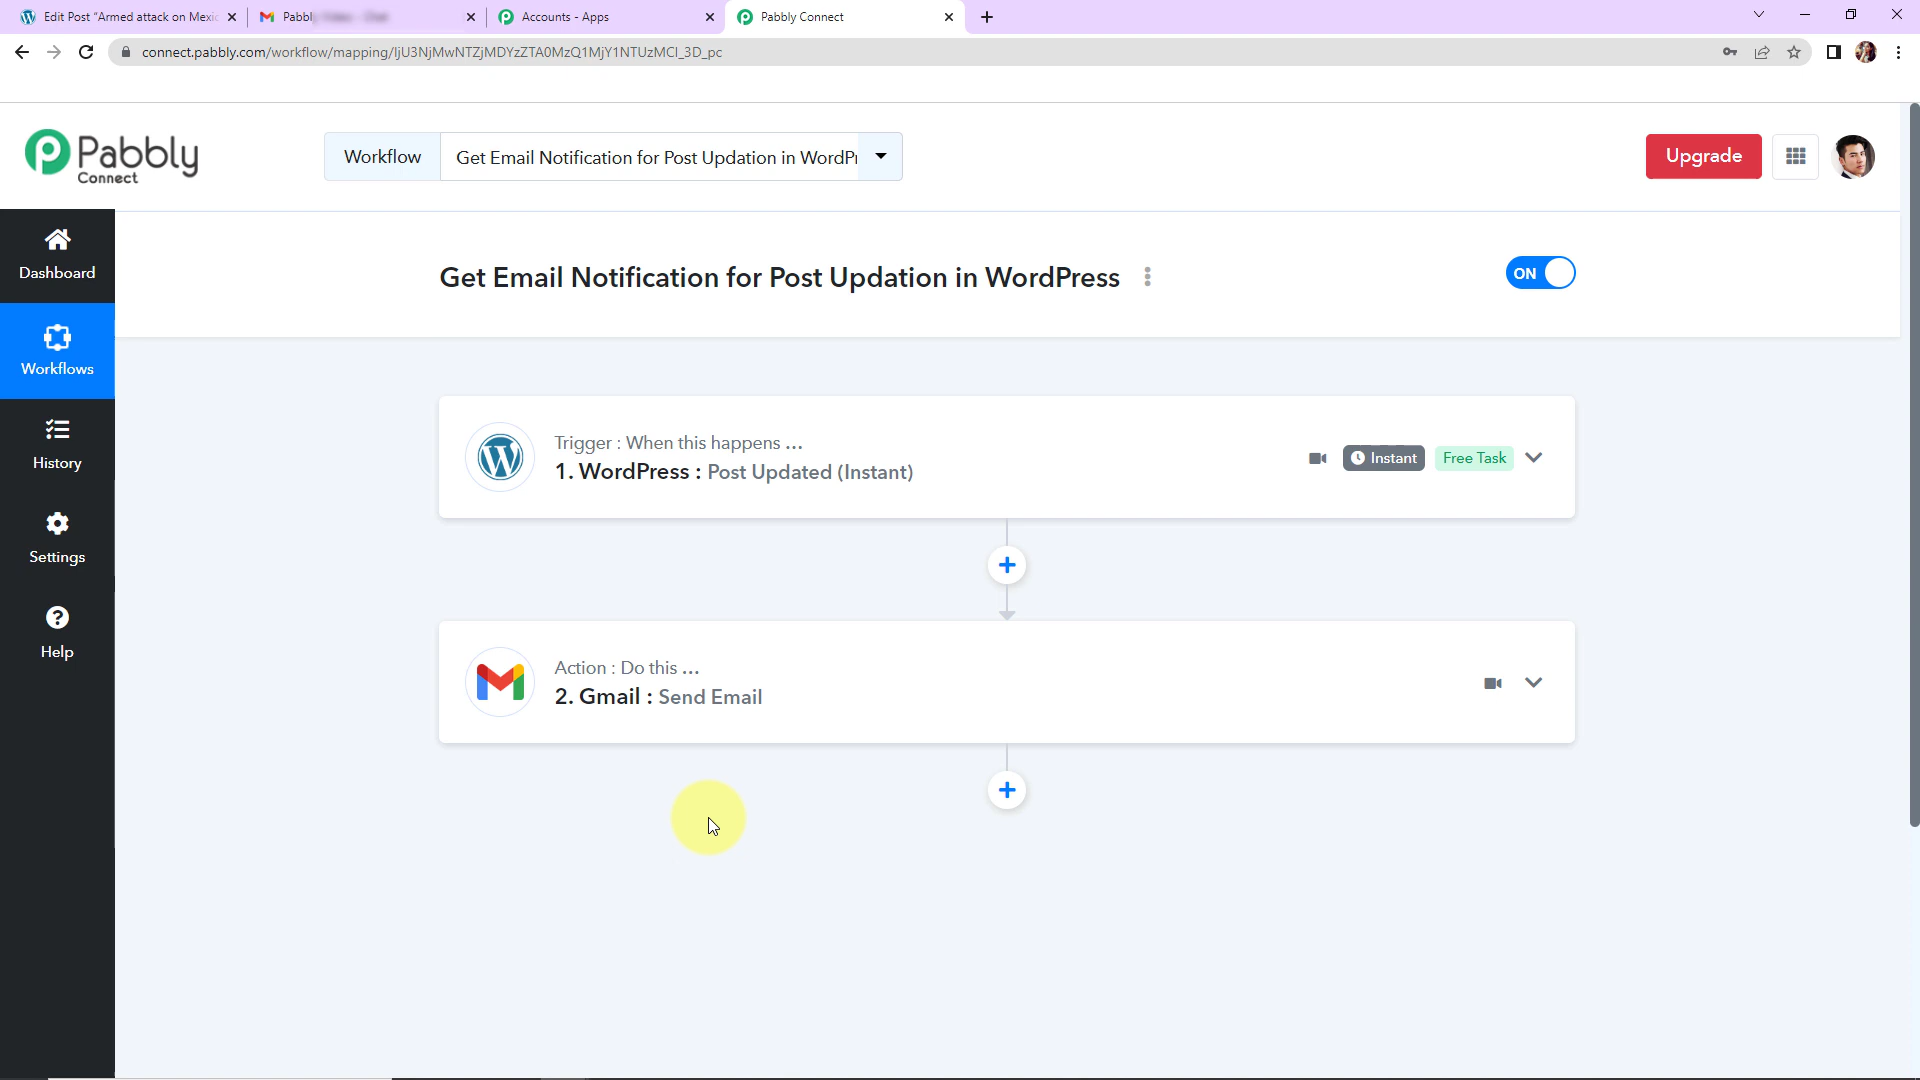 Edit Post “Armed attack on Mexic
Pabbly
Accounts - Apps
Pabbly Connect
connect.pabbly.com/workflow/mapping/IjU3NjMwNTZjMDYzZTA0MzQ1MjY1NTUzMCI_3D_pc
Pabbly
Connect
Workflow
Get Email Notification for Post Updation in WordPr
Upgrade
Dashboard
Workflows
History
Settings
Help
Get Email Notification for Post Updation in WordPress
ON
Trigger : When this happens ...
1. WordPress : Post Updated (Instant)
Instant
Free Task
Action : Do this ...
2. Gmail : Send Email